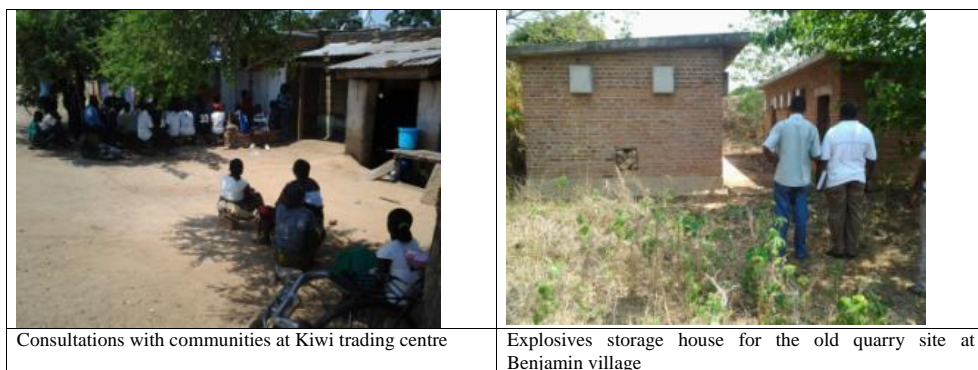 Consultations with communities at Kiwi trading centre
Explosives storage house for the old quarry site at
Benjamin village